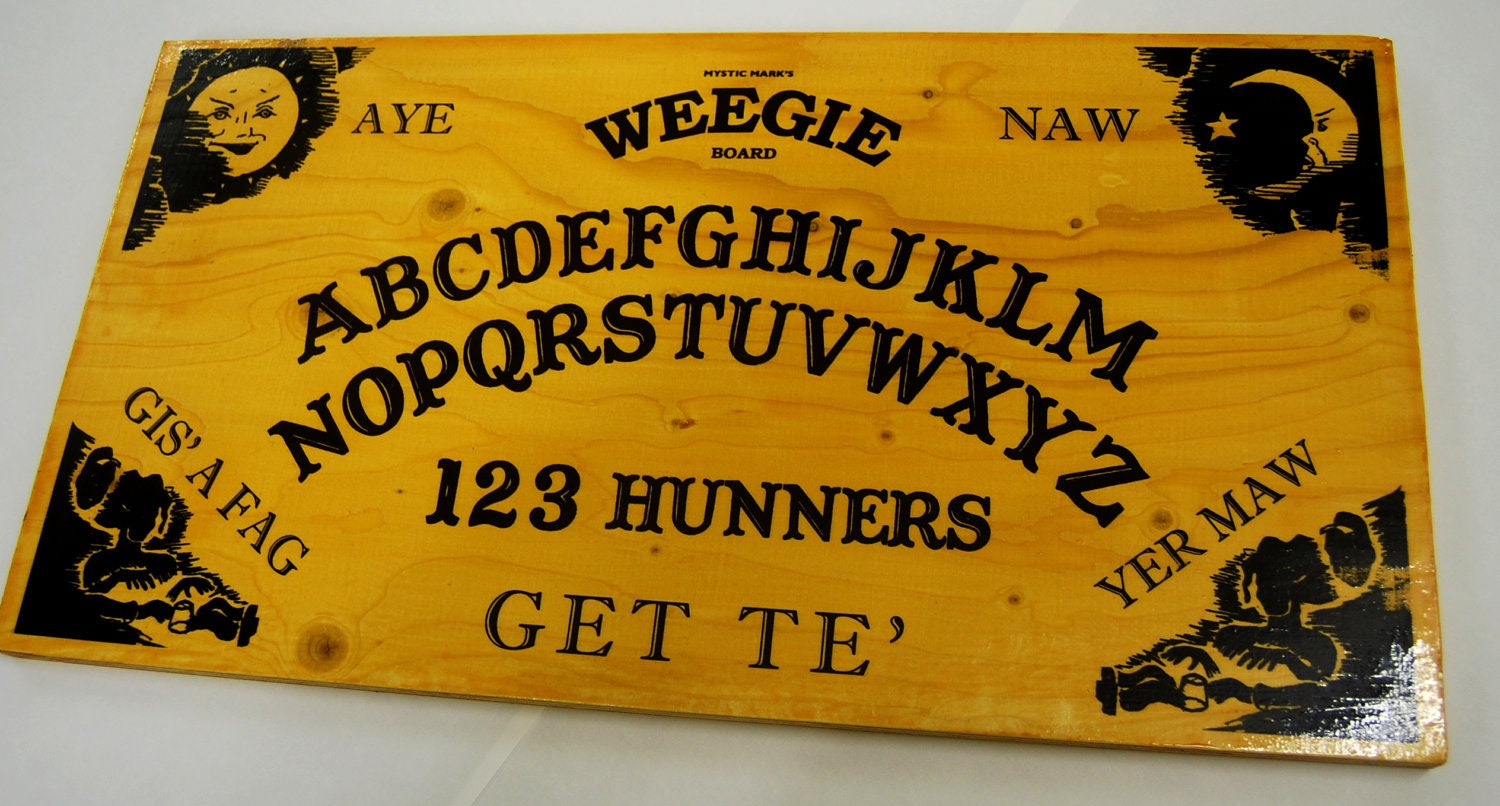 MYSTIC MARK'S
WEEGIE
BOARD
AYE
NAW
ABCDEFGHIJKLM
NOPQRSTUVWXYZ
GIS' A FAG
123 HUNNERS
YER MAW
GET TE'